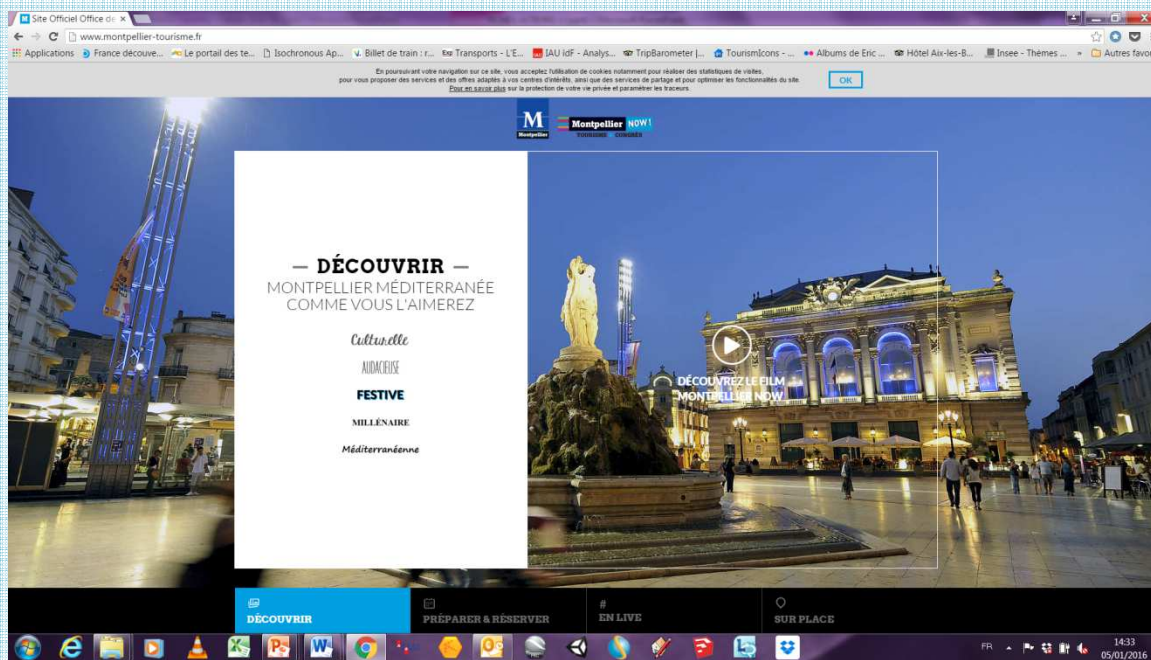 Site Officiel Office de
www.montpellier-tourisme.fr
Applications
France découve...
Le portail des te...
Isochronous Ap...
Billet de train : r...
Transports - L'E...
IAU îdF - Analys...
TripBarometer |...
TourismIcons - ...
Albums de Eric ...
Hôtel Aix-les-B...
Insee - Thèmes ...
Autres favor
En poursuivant votre navigation sur ce site, vous acceptez l'utilisation de cookies notamment pour réaliser des statistiques de visites,
pour vous proposer des services et des offres adaptés à vos centres d'intérêts, ainsi que des services de partage et pour optimiser les fonctionnalités du site.
Pour en savoir plus sur la protection de votre vie privée et paramétrer les traceurs.
OK
M
Montpellier
Montpellier NOW !
TOURISME CONGRÈS
— DÉCOUVRIR —
MONTPELLIER MÉDITERRANÉE
COMME VOUS L'AIMEREZ
Culturelle
AUDACIEUSE
FESTIVE
MILLÉNAIRE
Méditerranéenne
DÉCOUVREZ LE FILM
MONTPELLIER NOW
DÉCOUVRIR
PRÉPARER & RÉSERVER
#
EN LIVE
SUR PLACE
FR
14:33
05/01/2016